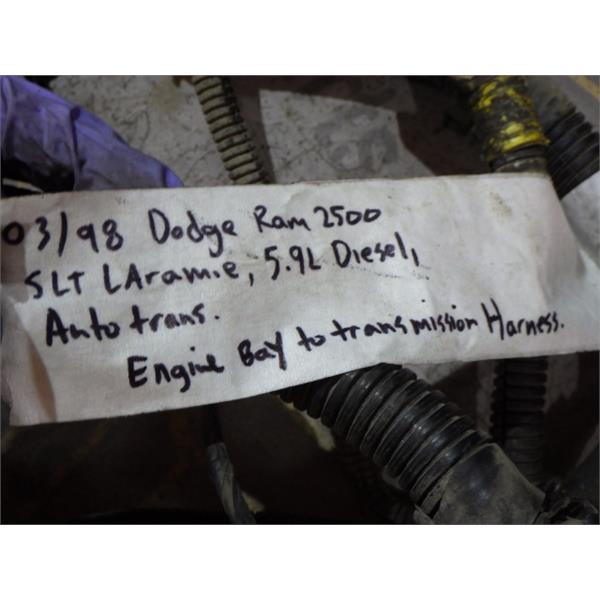 03/98 Dodge Ram 2500
SLT LAramie, 5.9L Diesel,
Auto trans.
Engine Bay to transmission Harness.